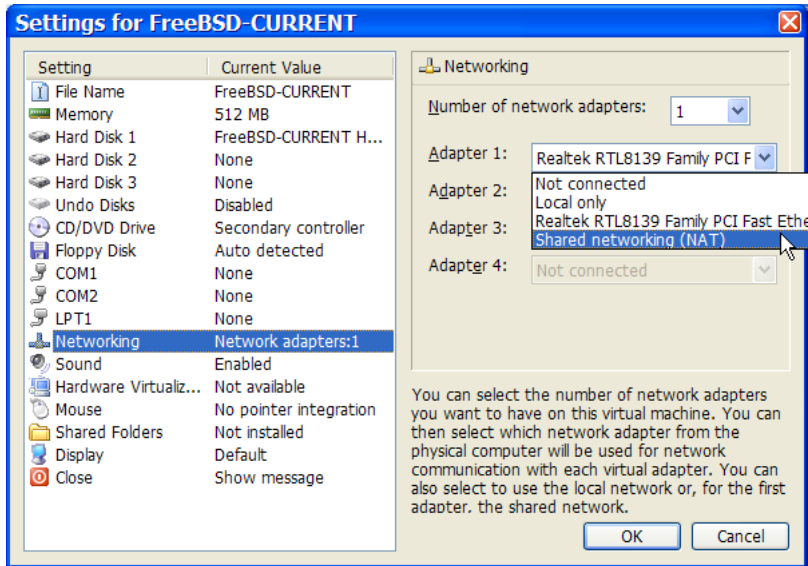 Settings for FreeBSD-CURRENT
Setting Current Value
File Name FreeBSD-CURRENT
Memory 512 MB
Hard Disk 1 FreeBSD-CURRENT H...
Hard Disk 2 None
Hard Disk 3 None
Undo Disks Disabled
CD/DVD Drive Secondary controller
Floppy Disk Auto detected
COM1 None
COM2 None
LPT1 None
Networking Network adapters:1
Sound Enabled
Hardware Virtualiz... Not available
Mouse No pointer integration
Shared Folders Not installed
Display Default
Close Show message
Networking
Number of network adapters: 1
Adapter 1: Realtek RTL8139 Family PCI F
Not connected
Adapter 2:
Local only
Realtek RTL8139 Family PCI Fast Ethe
Adapter 3:
Shared networking (NAT)
Adapter 4: Not connected
You can select the number of network adapters
you want to have on this virtual machine. You can
then select which network adapter from the
physical computer will be used for network
communication with each virtual adapter. You can
also select to use the local network or, for the first
adapter, the shared network.
OK Cancel